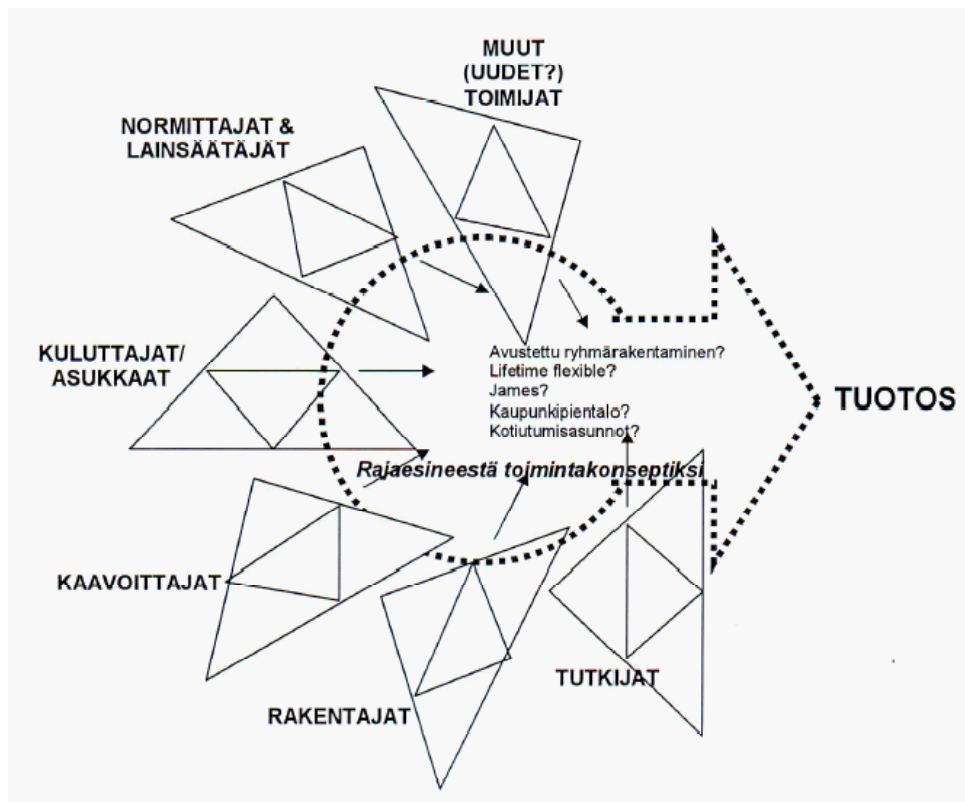 MUUT
(UUDET?)
TOIMIJAT
NORMITTAJAT &
LAINSÄÄTÄJÄT
KULUTTAJAT/
ASUKKAAT
Avustettu ryhmärakentaminen?
Lifetime flexible?
James?
Kaupunkipientalo?
Kotiutumisasunnot?
TUOTOS
Rajaesineestä toimintakonseptiksi
KAAVOITTAJAT
TUTKIJAT
RAKENTAJAT